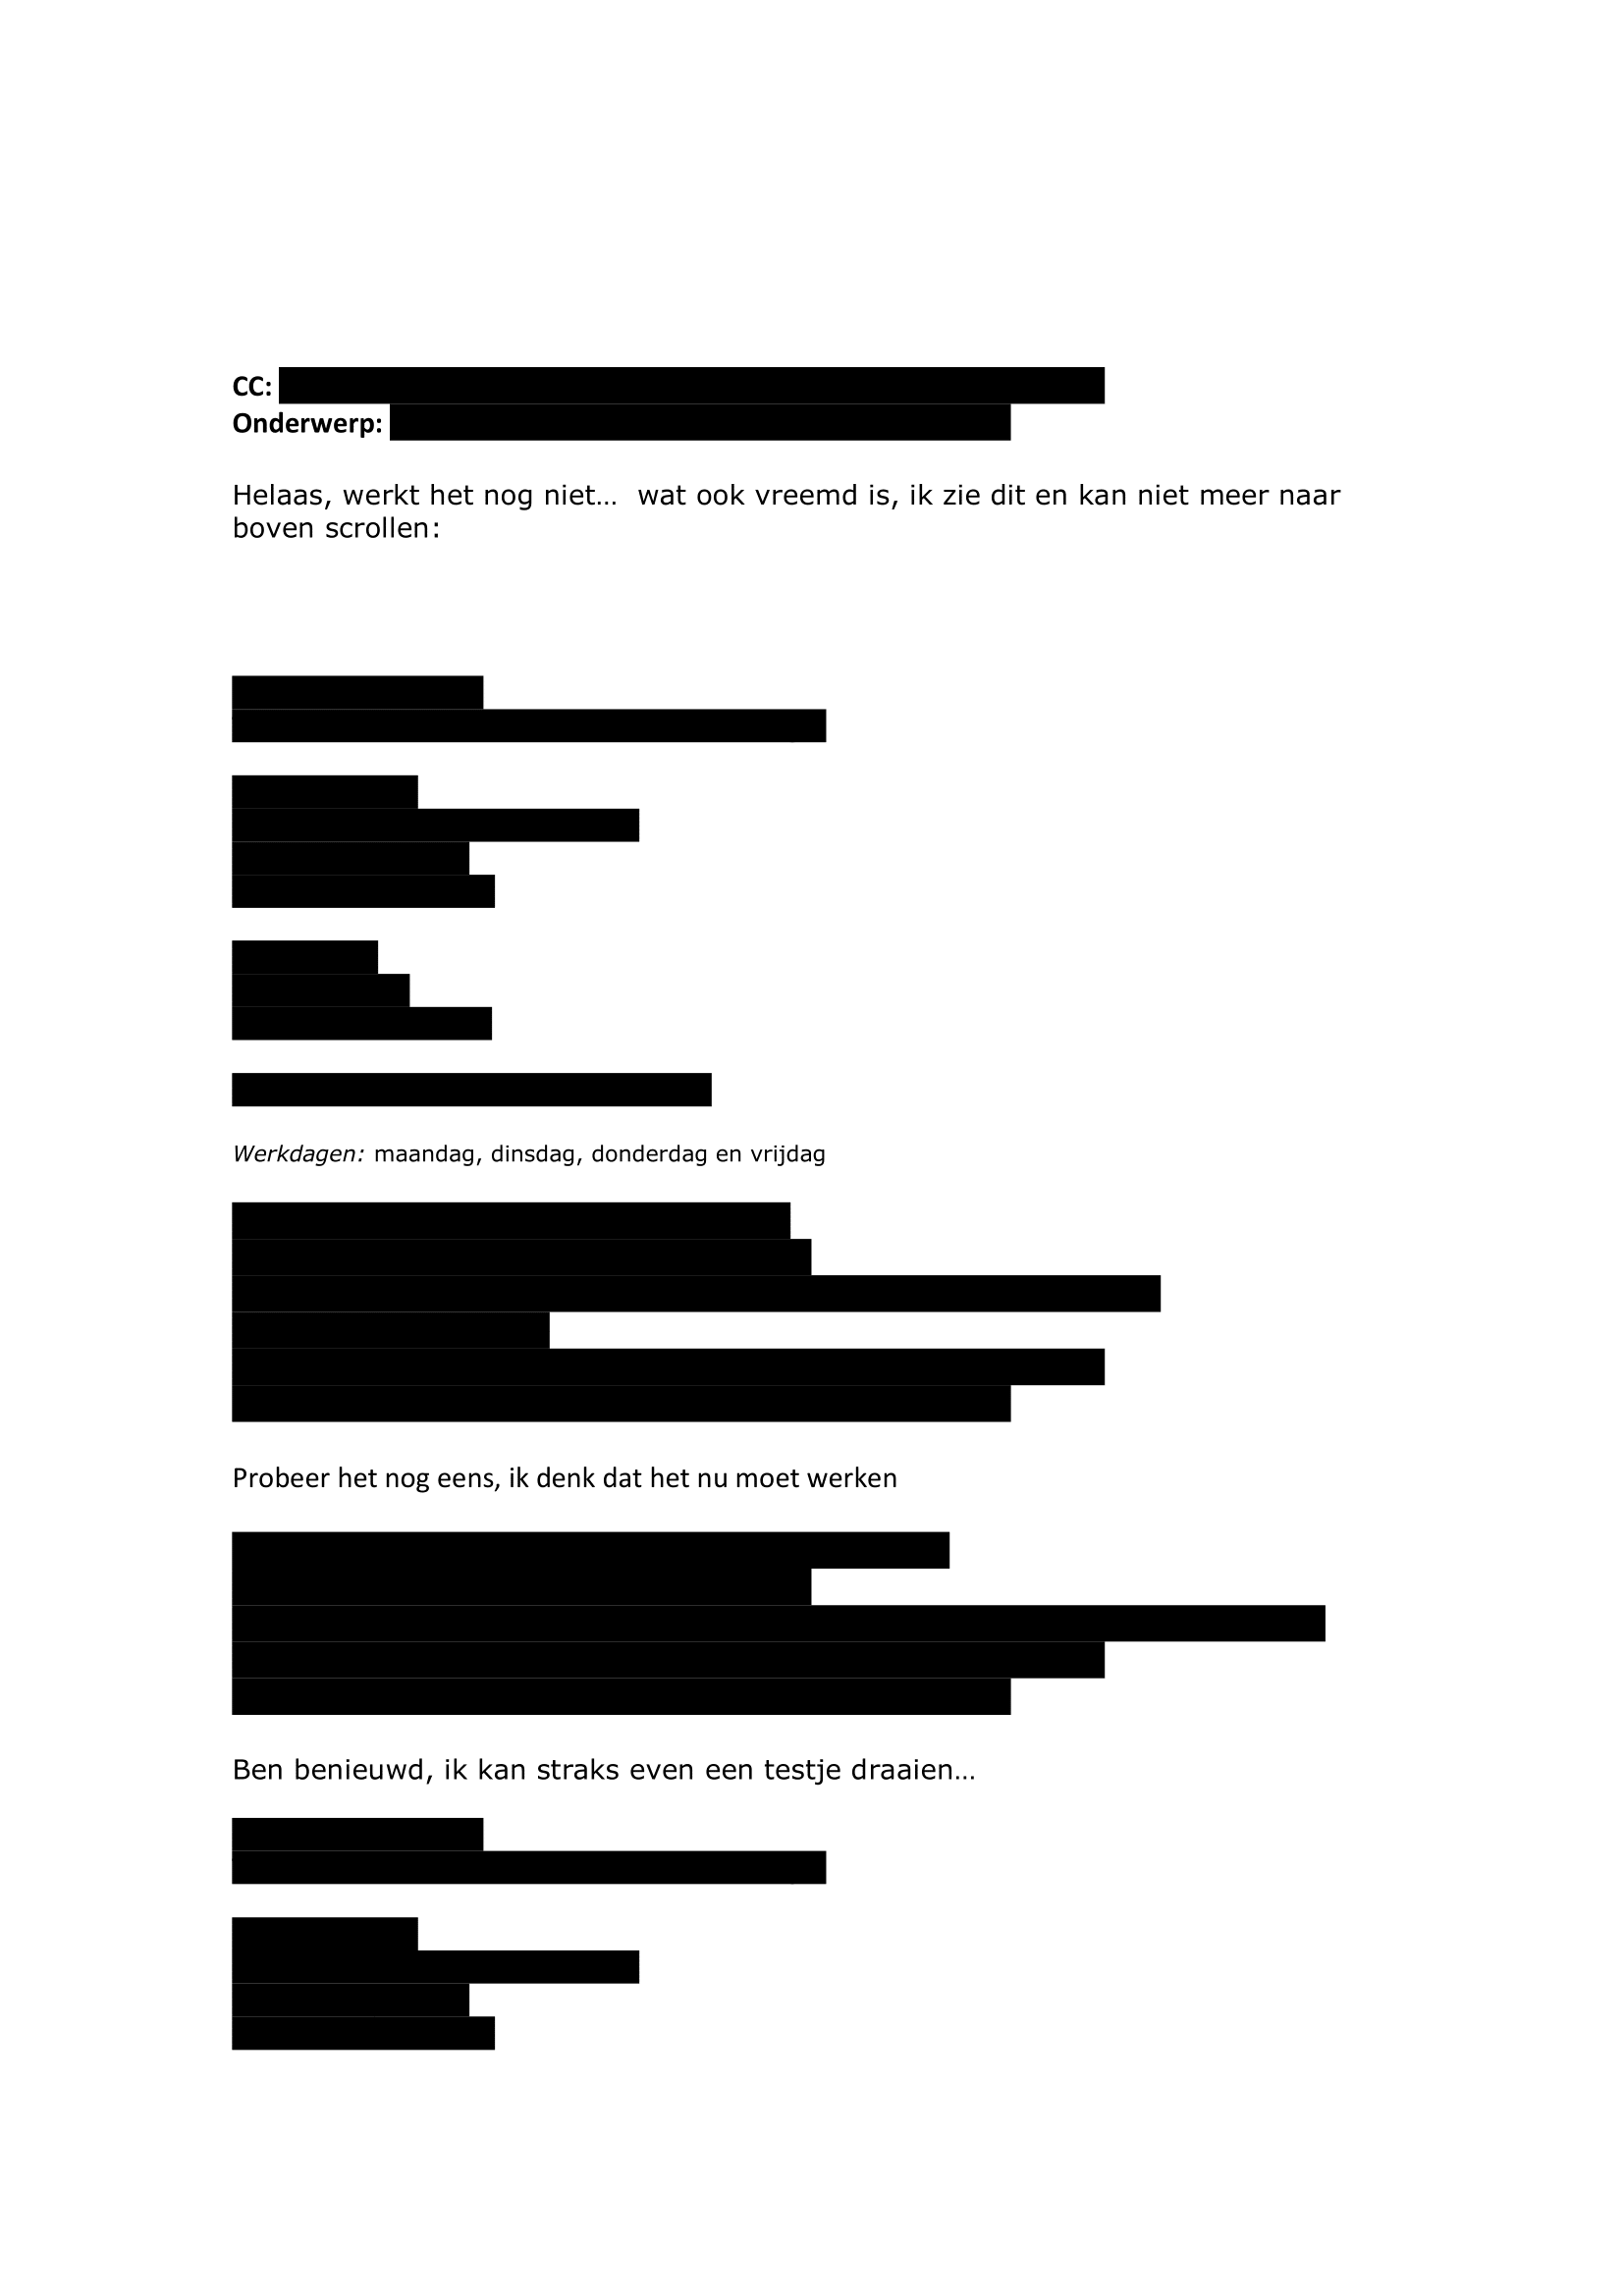 CC:
Onderwerp:
Helaas, werkt het nog niet…  wat ook vreemd is, ik zie dit en kan niet meer naar
boven scrollen:
Werkdagen: maandag, dinsdag, donderdag en vrijdag
Probeer het nog eens, ik denk dat het nu moet werken
Ben benieuwd, ik kan straks even een testje draaien…